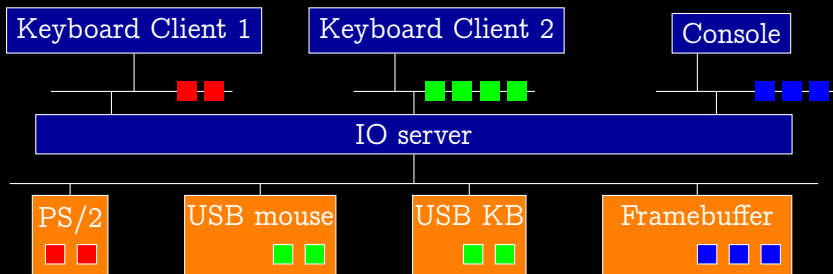 Keyboard Client 1
Keyboard Client 2
Console
IO server
PS/2
USB mouse
USB KB
Framebuffer